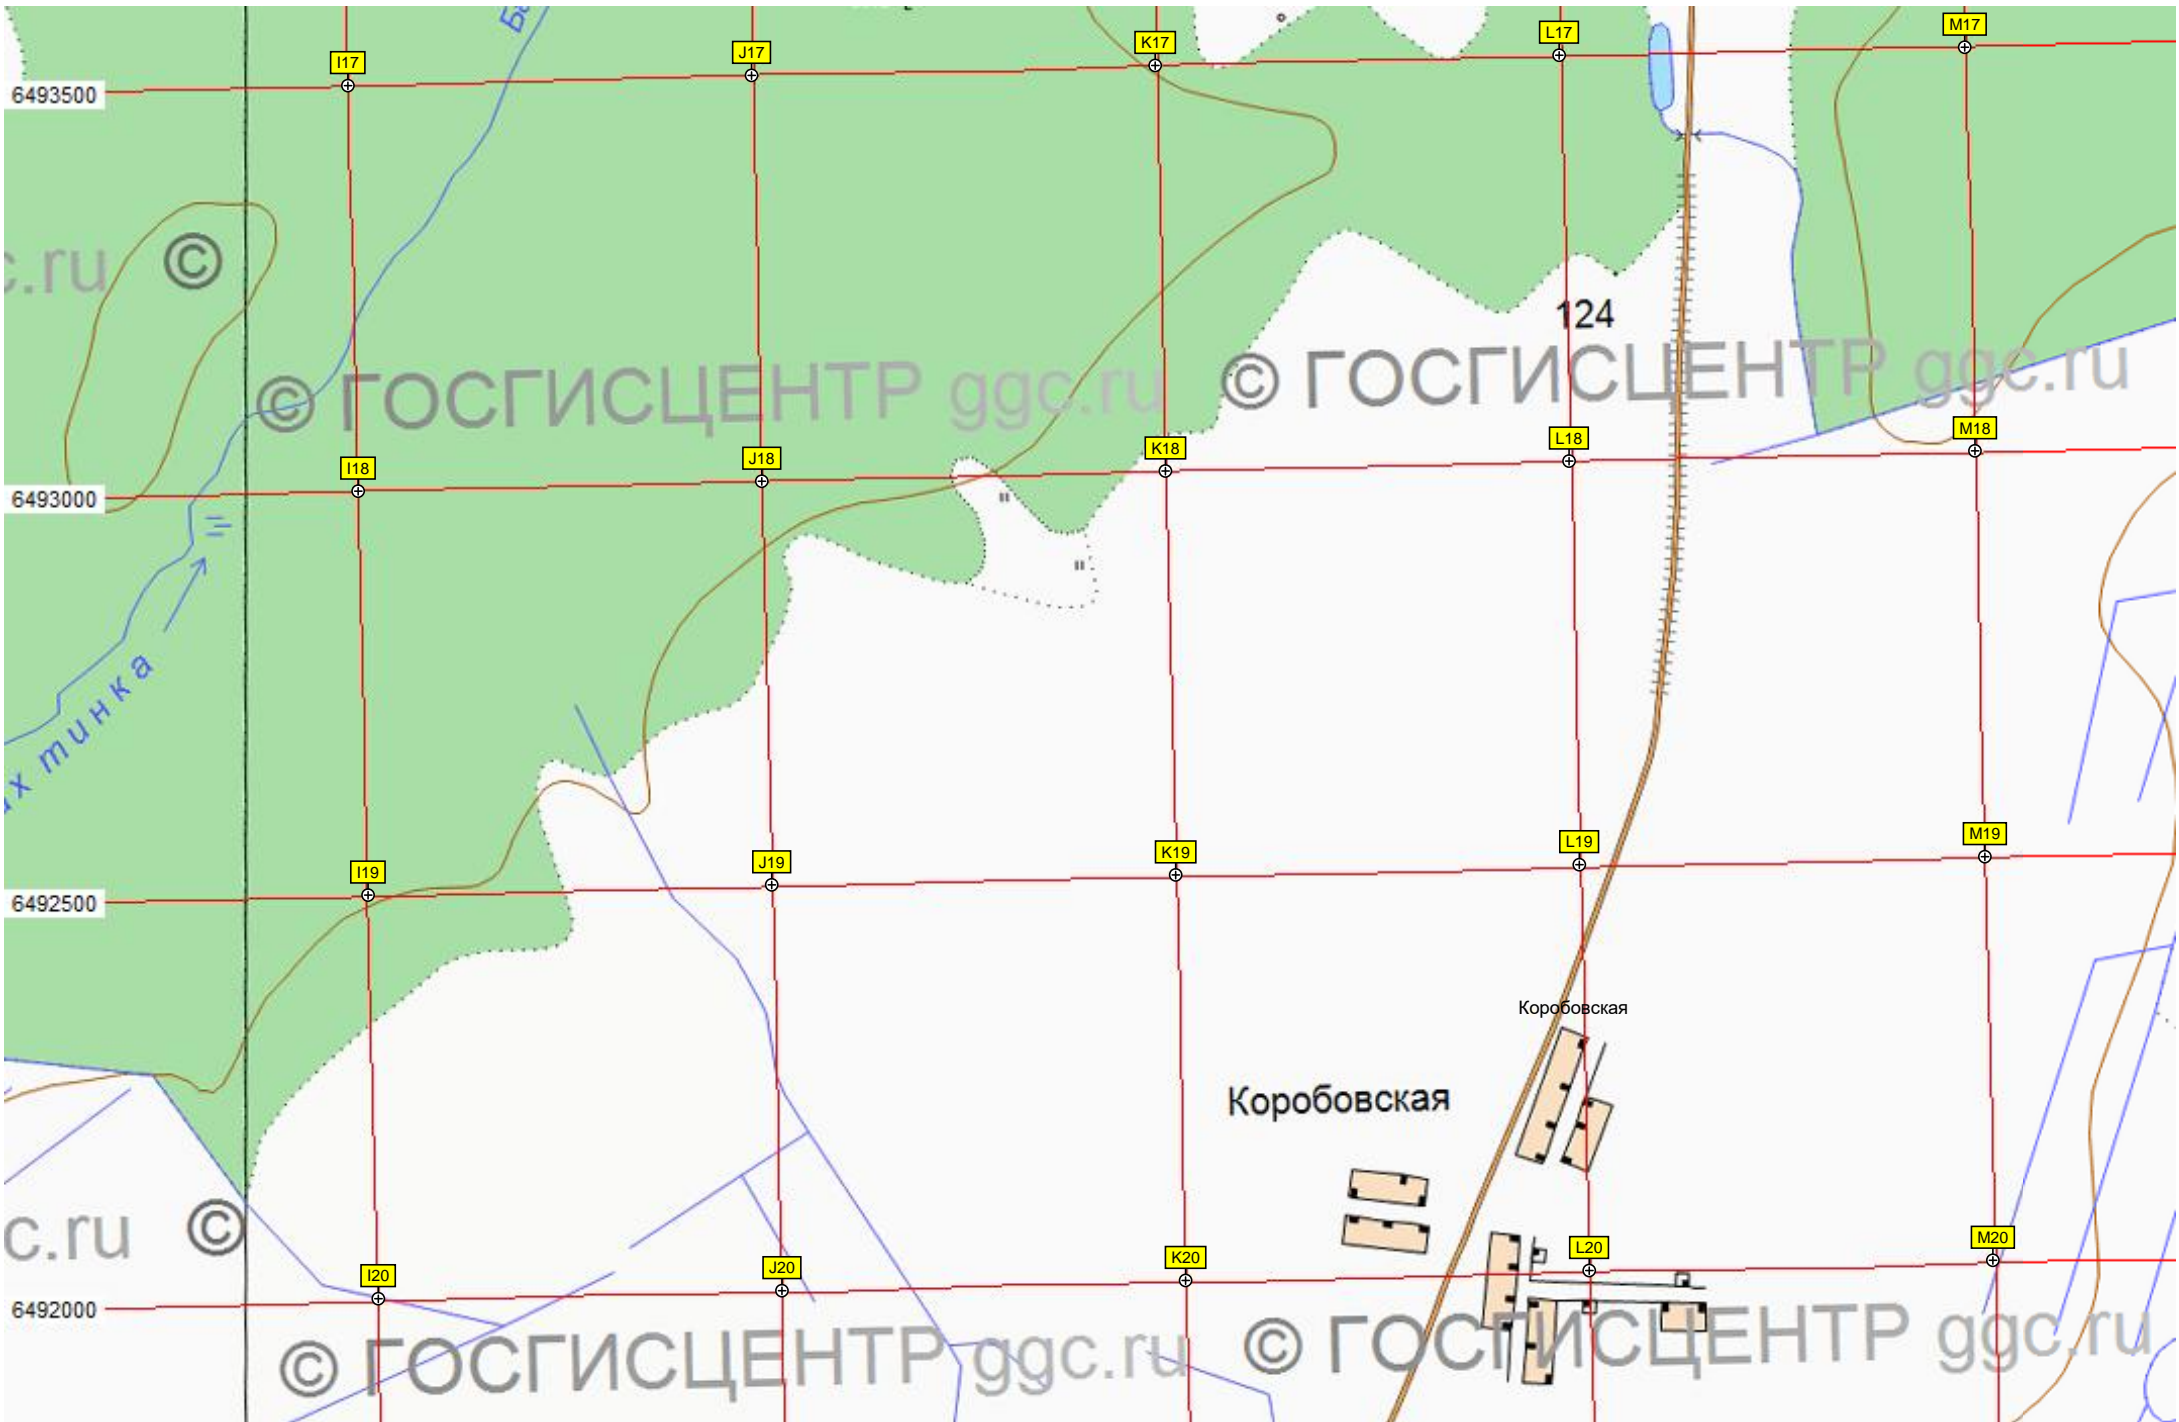 Ба
I17
J17
K17
L17
M17
6493500
c.ru ©
124
© ГОСГИСЦЕНТР ggc.ru
© ГОСГИСЦЕНТР ggc.ru
I18
J18
K18
L18
M18
6493000
ихтинка
I19
J19
K19
L19
M19
6492500
Коробовская
Коробовская
c.ru ©
I20
J20
K20
L20
M20
6492000
© ГОСГИСЦЕНТР ggc.ru
© ГОСГИСЦЕНТР ggc.ru